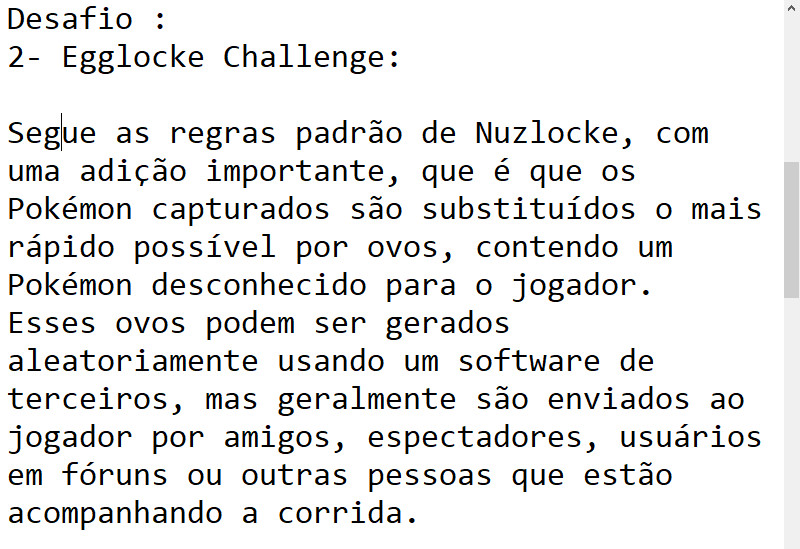 Desafio :
2- Egglocke Challenge:
Segue as regras padrão de Nuzlocke, com
uma adição importante, que é que os
Pokémon capturados são substituídos o mais
rápido possível por ovos, contendo um
Pokémon desconhecido para o jogador.
Esses ovos podem ser gerados
aleatoriamente usando um software de
terceiros, mas geralmente são enviados ao
jogador por amigos, espectadores, usuários
em fóruns ou outras pessoas que estão
acompanhando a corrida.